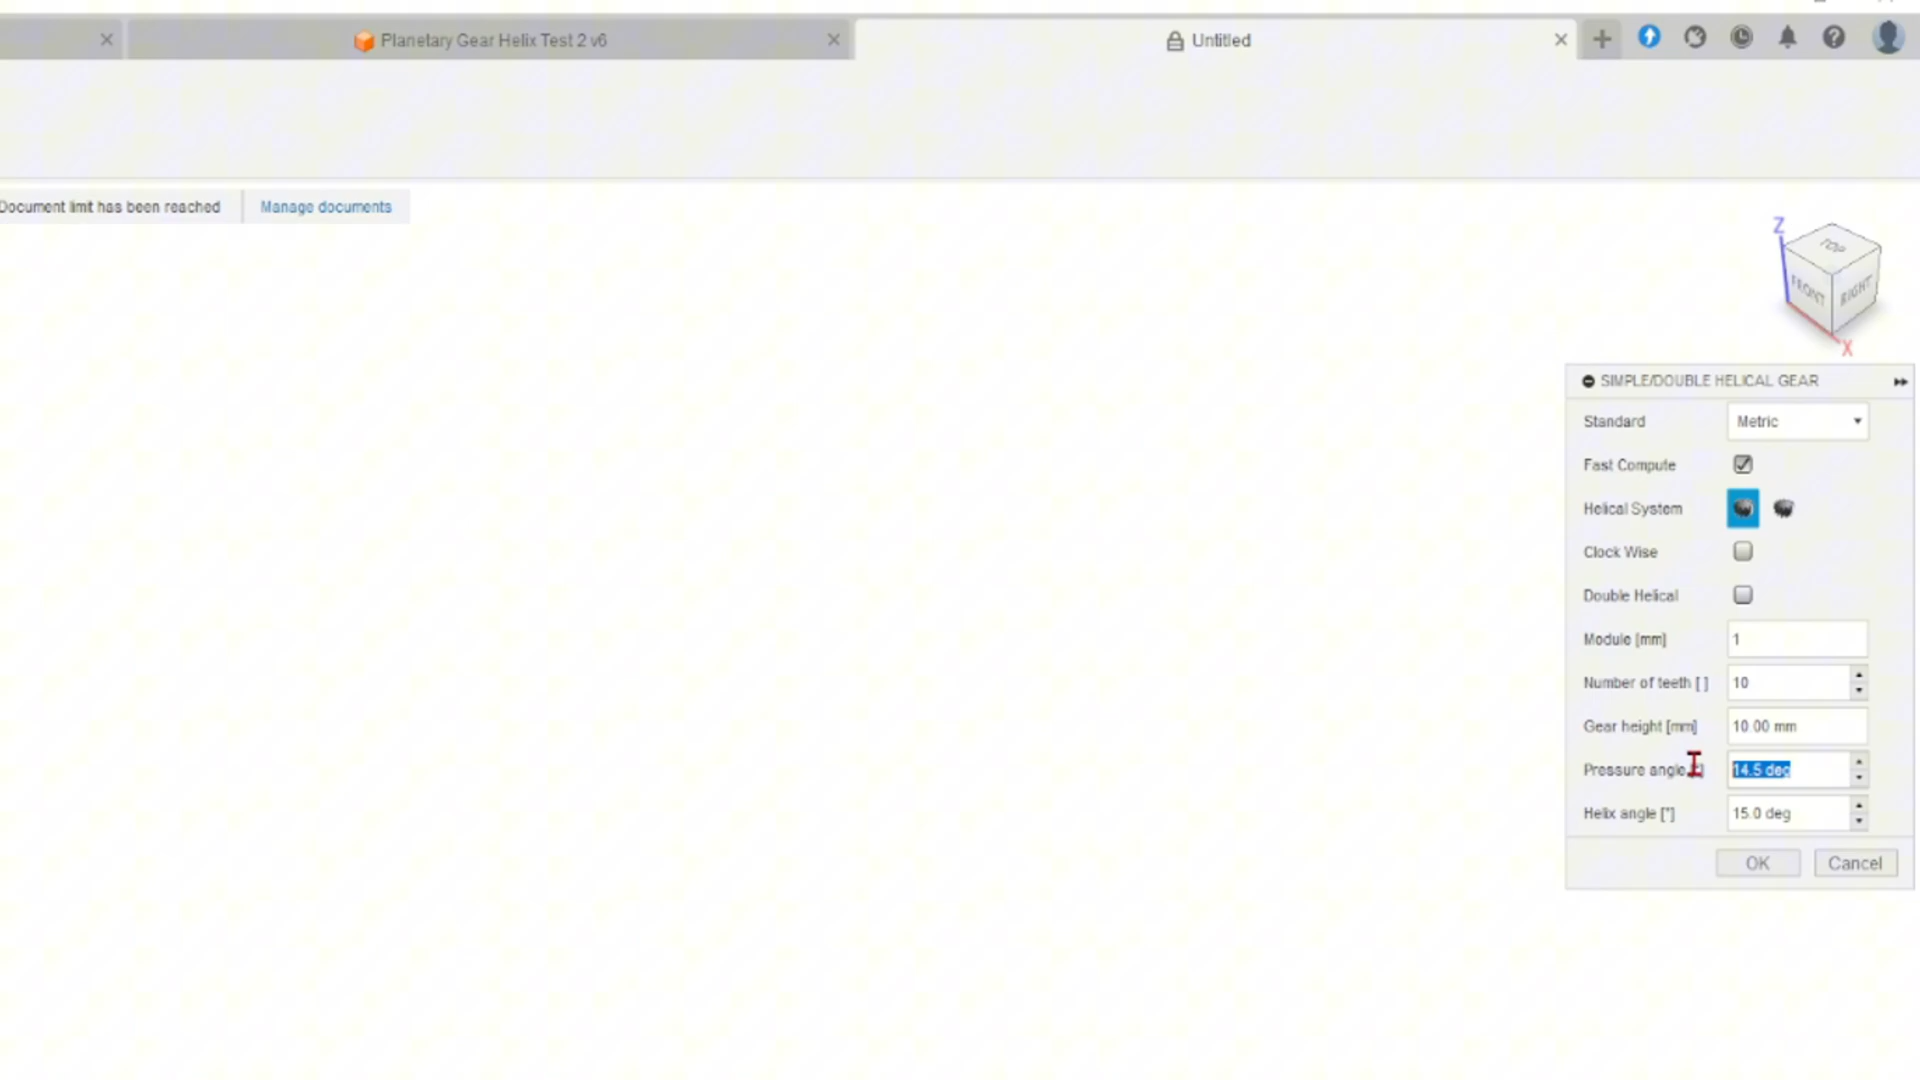 Planetary Gear Helix Test 2 v6
Untitled
Document limit has been reached
Manage documents
Z
TOP
FRONT
RIGHT
X
SIMPLE/DOUBLE HELICAL GEAR
Standard
Metric
Fast Compute
Helical System
Clock Wise
Double Helical
Module [mm]
1
Number of teeth [ ]
10
Gear height [mm]
10.00 mm
Pressure angle
14.5 deg
Helix angle [°]
15.0 deg
OK
Cancel